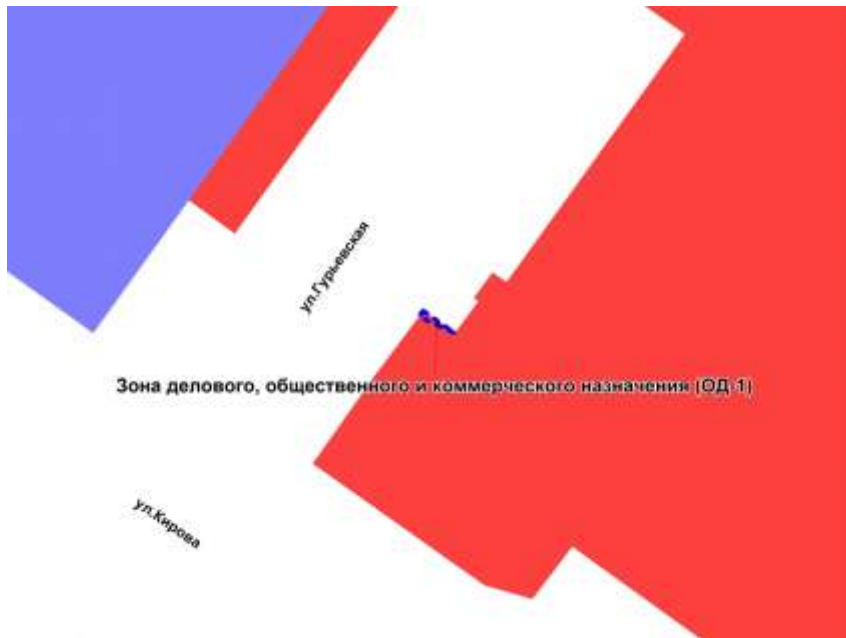 ул.Гурьевская
Зона делового, общественного и коммерческого назначения (ОД-1)
ул.Кирова